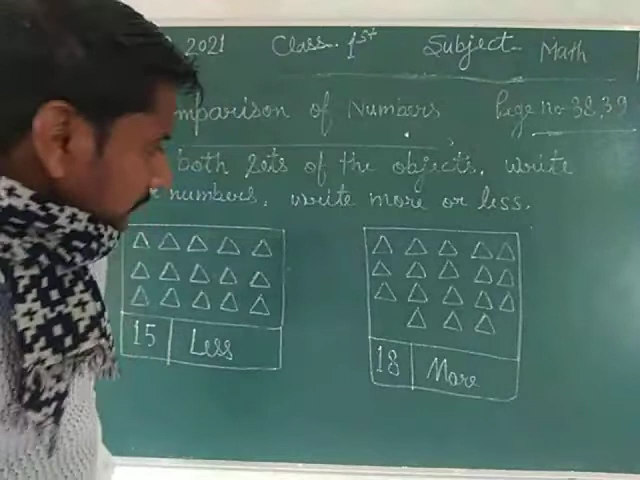 2021 Class- 1st Subject- Math
mparison of Numbers Page no-38,39
both sets of the objects. write
numbers. write more or less.
15 Less
18 More